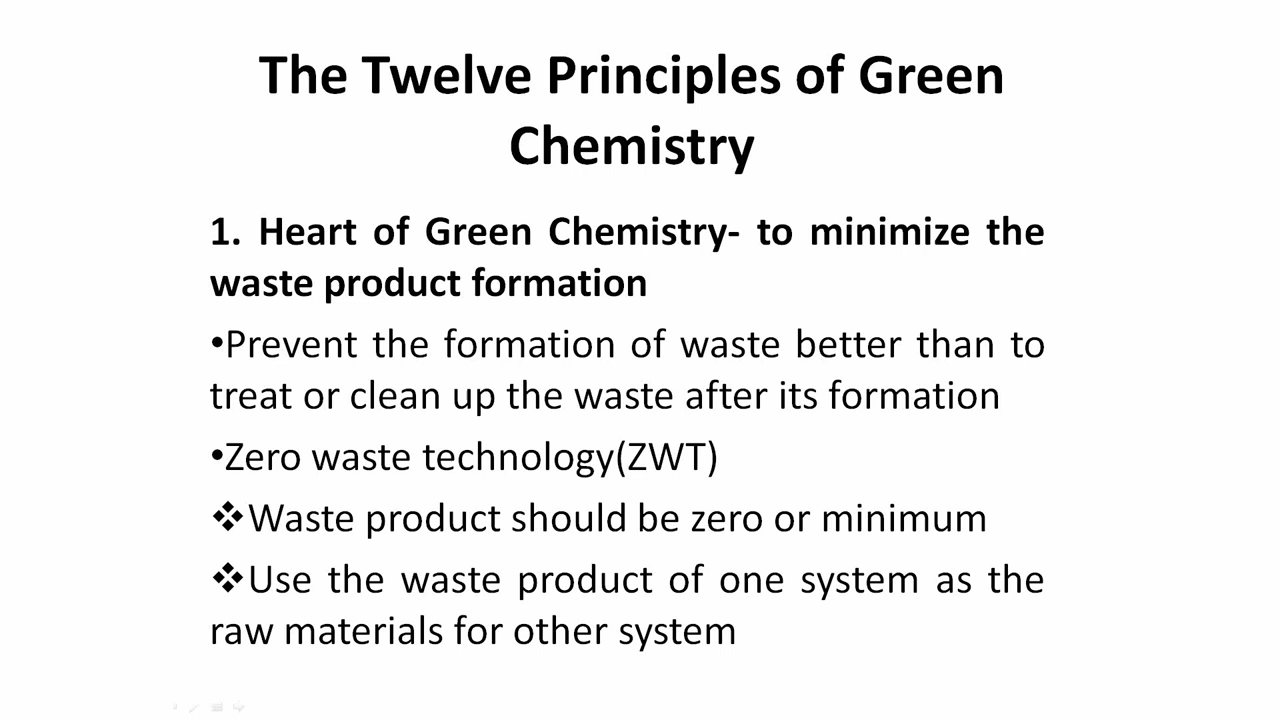 The Twelve Principles of Green
Chemistry
1. Heart of Green Chemistry- to minimize the
waste product formation
•Prevent the formation of waste better than to
treat or clean up the waste after its formation
•Zero waste technology(ZWT)
❖Waste product should be zero or minimum
❖Use the waste product of one system as the
raw materials for other system